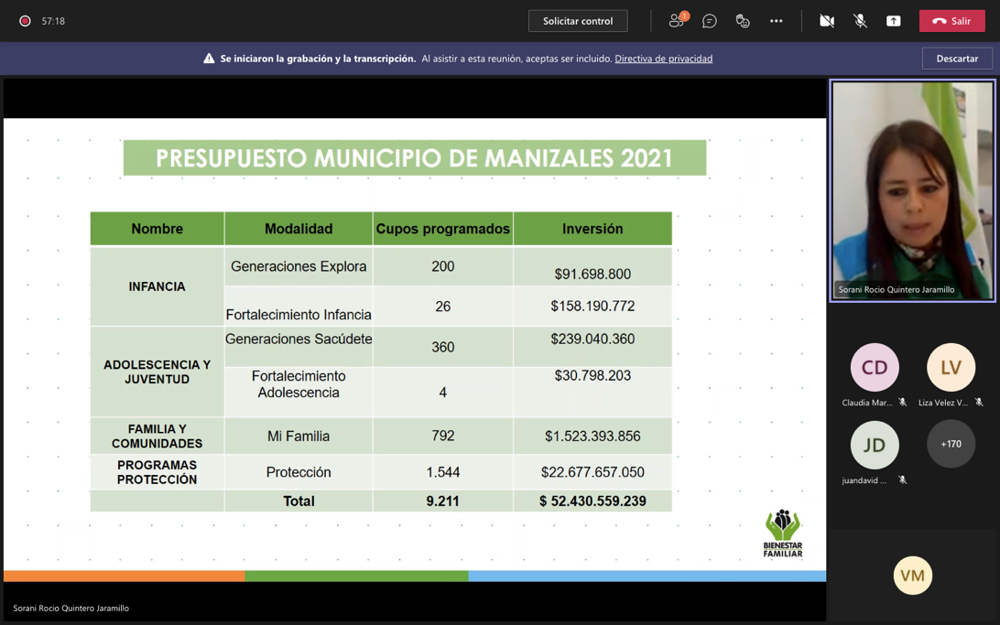 57:18
Solicitar control
1
Salir
Se iniciaron la grabación y la transcripción. Al asistir a esta reunión, aceptas ser incluido. Directiva de privacidad
Descartar
PRESUPUESTO MUNICIPIO DE MANIZALES 2021
Nombre Modalidad Cupos programados Inversión
INFANCIA
Generaciones Explora 200 $91.698.800
Fortalecimiento Infancia 26 $158.190.772
ADOLESCENCIA Y
JUVENTUD
Generaciones Sacúdete 360 $239.040.360
Fortalecimiento
Adolescencia 4 $30.798.203
FAMILIA Y
COMUNIDADES
Mi Familia 792 $1.523.393.856
PROGRAMAS
PROTECCIÓN
Protección 1.544 $22.677.657.050
Total 9.211 $ 52.430.559.239
BIENESTAR
FAMILIAR
Sorani Rocio Quintero Jaramillo
Sorani Rocio Quintero Jaramillo
CD
Claudia Mar...
LV
Liza Velez V...
JD
juandavid ...
+170
VM